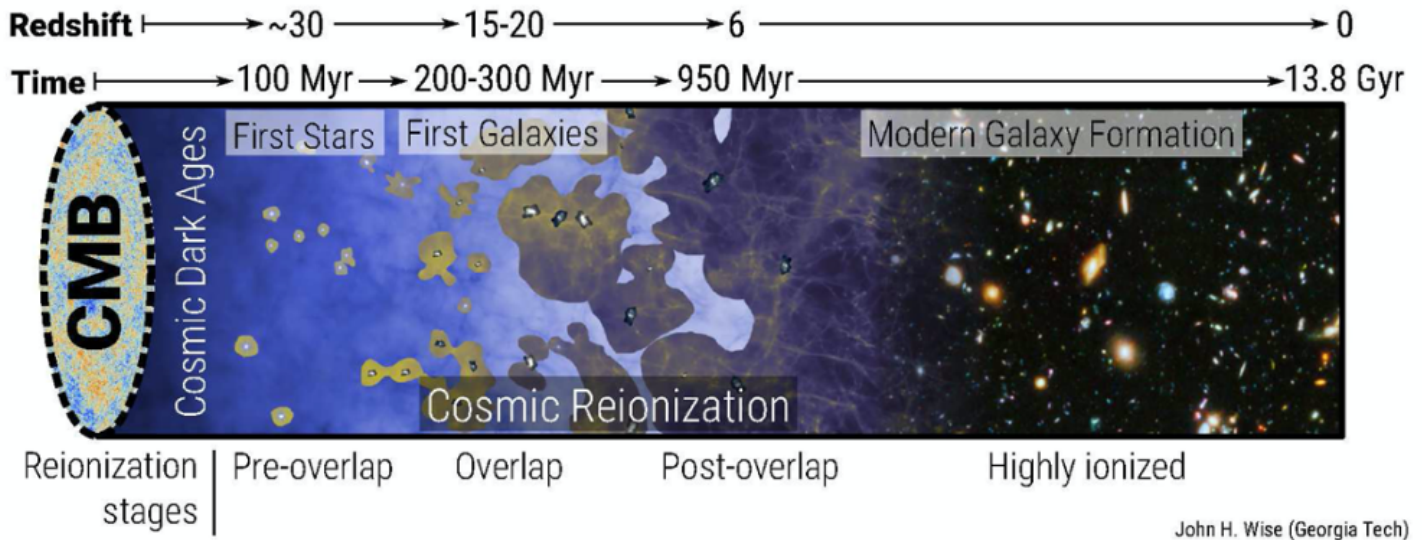 Redshift ~30 15-20 6 0
Time 100 Myr 200-300 Myr 950 Myr 13.8 Gyr
CMB
Cosmic Dark Ages
First Stars
First Galaxies
Modern Galaxy Formation
Cosmic Reionization
Reionization
stages
Pre-overlap
Overlap
Post-overlap
Highly ionized
John H. Wise (Georgia Tech)